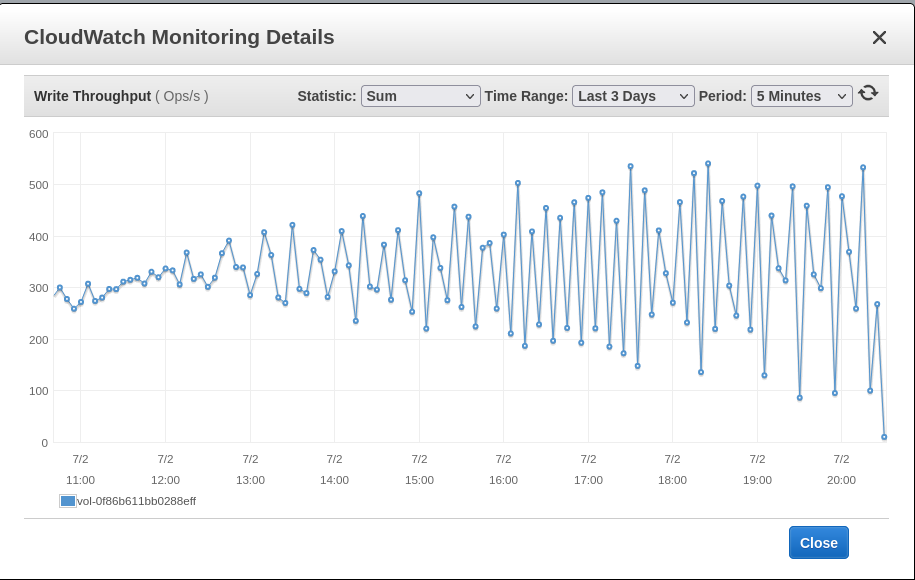 CloudWatch Monitoring Details
Write Throughput ( Ops/s ) Statistic: Sum Time Range: Last 3 Days Period: 5 Minutes
600
500
400
300
200
100
0
7/2 7/2 7/2 7/2 7/2 7/2 7/2 7/2 7/2 7/2
11:00 12:00 13:00 14:00 15:00 16:00 17:00 18:00 19:00 20:00
vol-0f86b611bb0288eff
Close